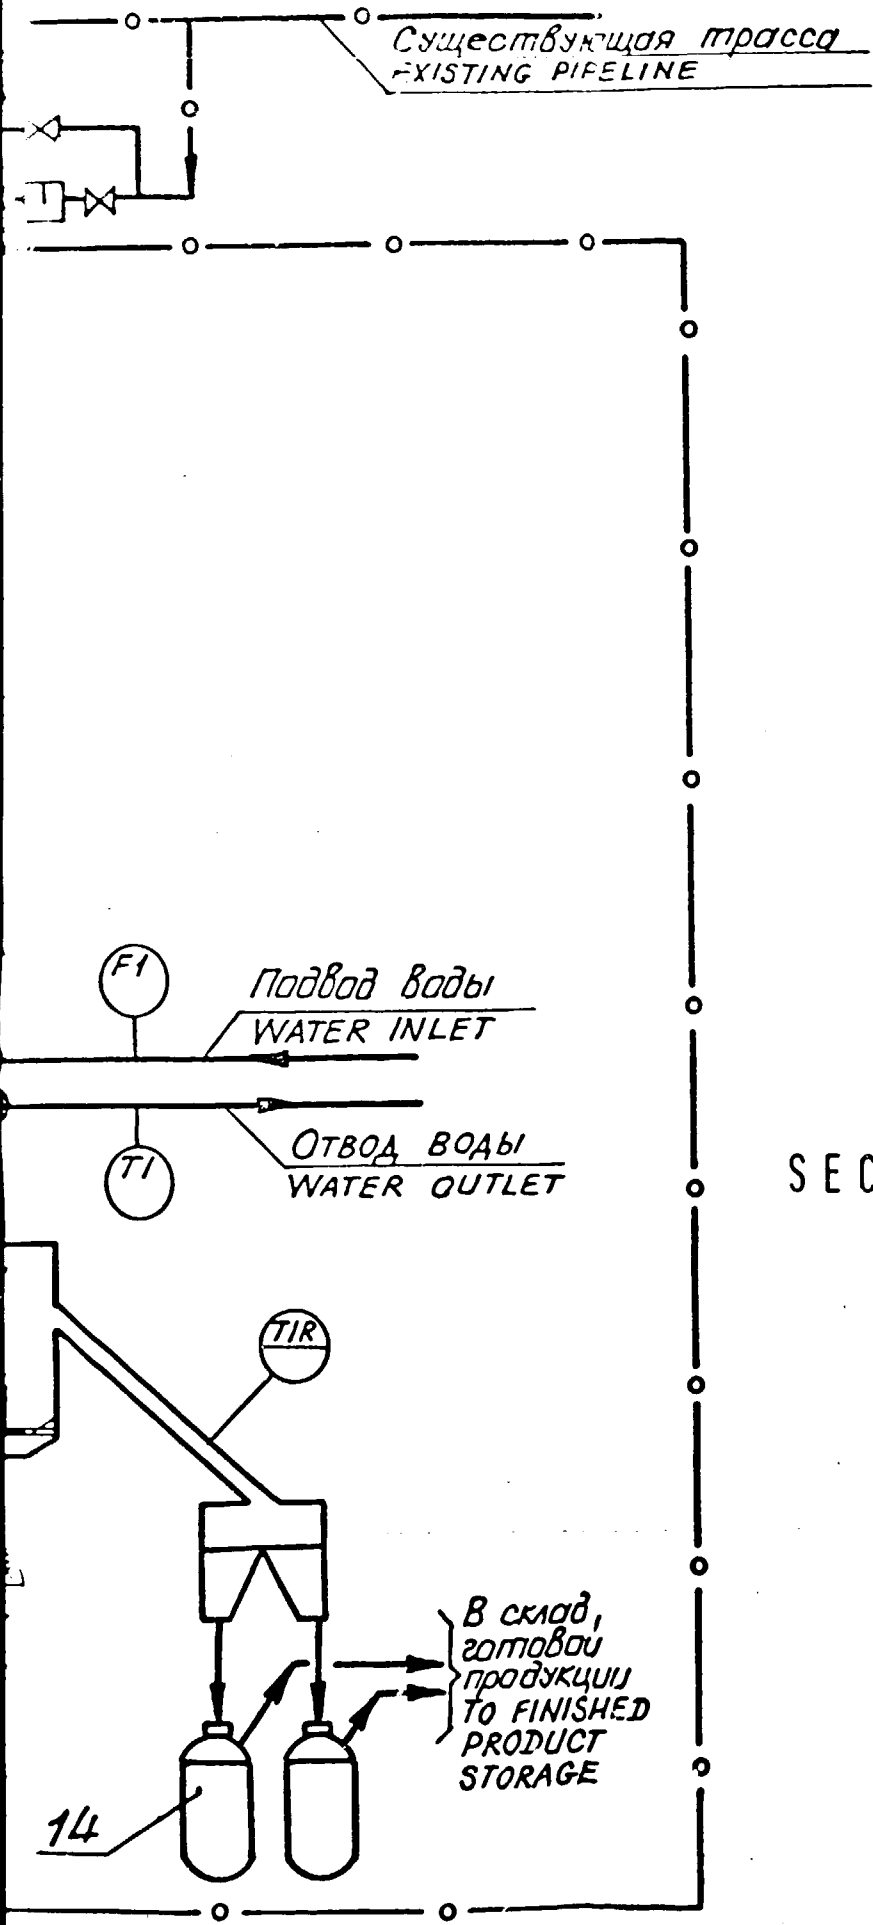 Существующая трасса
EXISTING PIPELINE
F1
Подвод воды
WATER INLET
Отвод воды
WATER OUTLET
TI
SEC
TIR
В склад,
готовой
продукции
TO FINISHED
PRODUCT
STORAGE
14